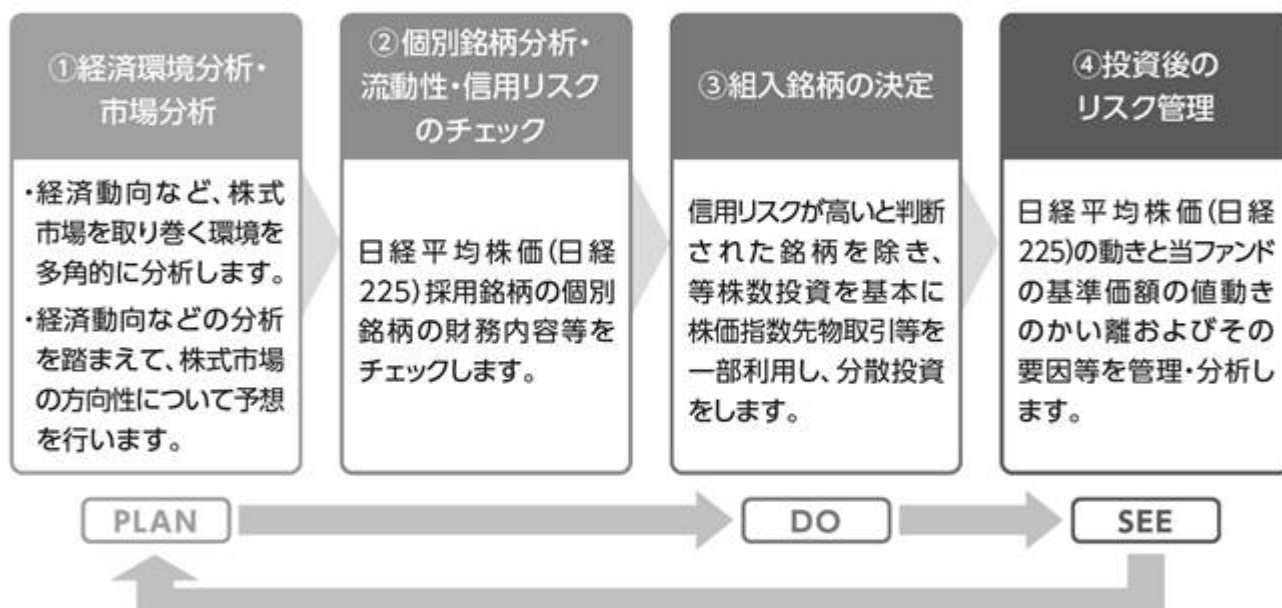 ①経済環境分析・
市場分析
・経済動向など、株式
市場を取り巻く環境を
多角的に分析します。
・経済動向などの分析
を踏まえて、株式市場
の方向性について予想
を行います。
②個別銘柄分析・
流動性・信用リスク
のチェック
日経平均株価(日経
225)採用銘柄の個別
銘柄の財務内容等を
チェックします。
③組入銘柄の決定
信用リスクが高いと判断
された銘柄を除き、
等株数投資を基本に
株価指数先物取引等を
一部利用し、分散投資
をします。
④投資後の
リスク管理
日経平均株価(日経
225)の動きと当ファンド
の基準価額の値動き
のかい離およびその
要因等を管理・分析し
ます。
PLAN
DO
SEE